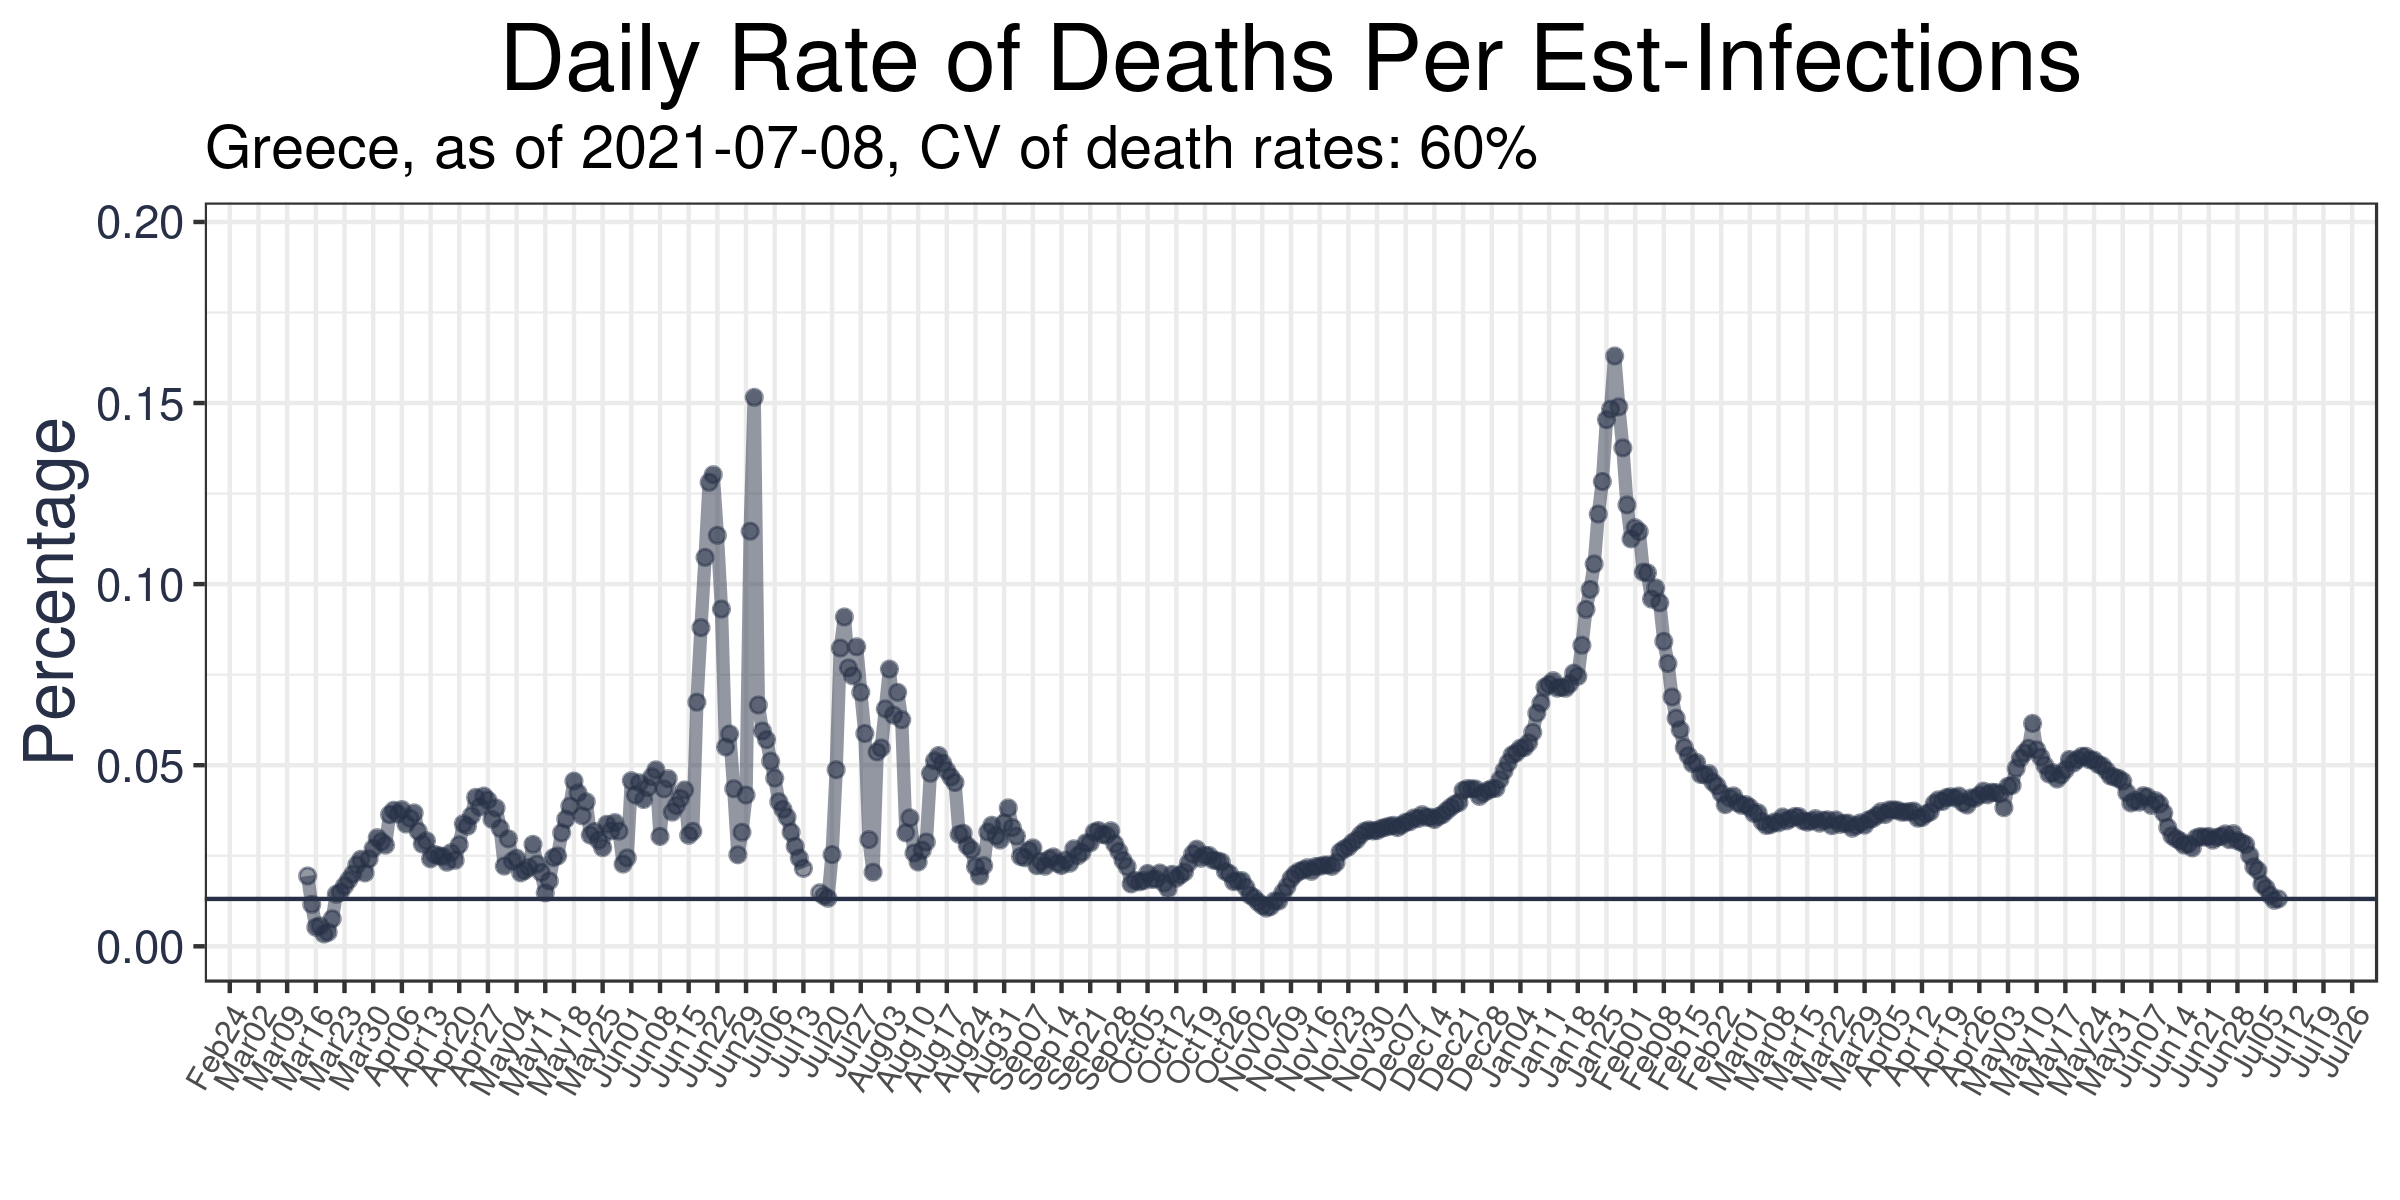 Daily Rate of Deaths Per Est-Infections
Greece, as of 2021-07-08, CV of death rates: 60%
Percentage
0.20
0.15
0.10
0.05
0.00
Feb24
Mar02
Mar09
Mar16
Mar23
Mar30
Apr06
Apr13
Apr20
Apr27
May04
May11
May18
May25
Jun01
Jun08
Jun15
Jun22
Jun29
Jul06
Jul13
Jul20
Jul27
Aug03
Aug10
Aug17
Aug24
Aug31
Sep07
Sep14
Sep21
Sep28
Oct05
Oct12
Oct19
Oct26
Nov02
Nov09
Nov16
Nov23
Nov30
Dec07
Dec14
Dec21
Dec28
Jan04
Jan11
Jan18
Jan25
Feb01
Feb08
Feb15
Feb22
Mar01
Mar08
Mar15
Mar22
Mar29
Apr05
Apr12
Apr19
Apr26
May03
May10
May17
May24
May31
Jun07
Jun14
Jun21
Jun28
Jul05
Jul12
Jul19
Jul26